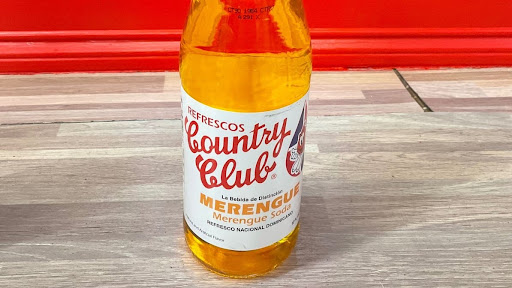 REFRESCOS
Country
Club®
La Bebida de Distinción
MERENGUE
Merengue Soda
REFRESCO NACIONAL DOMINICANO